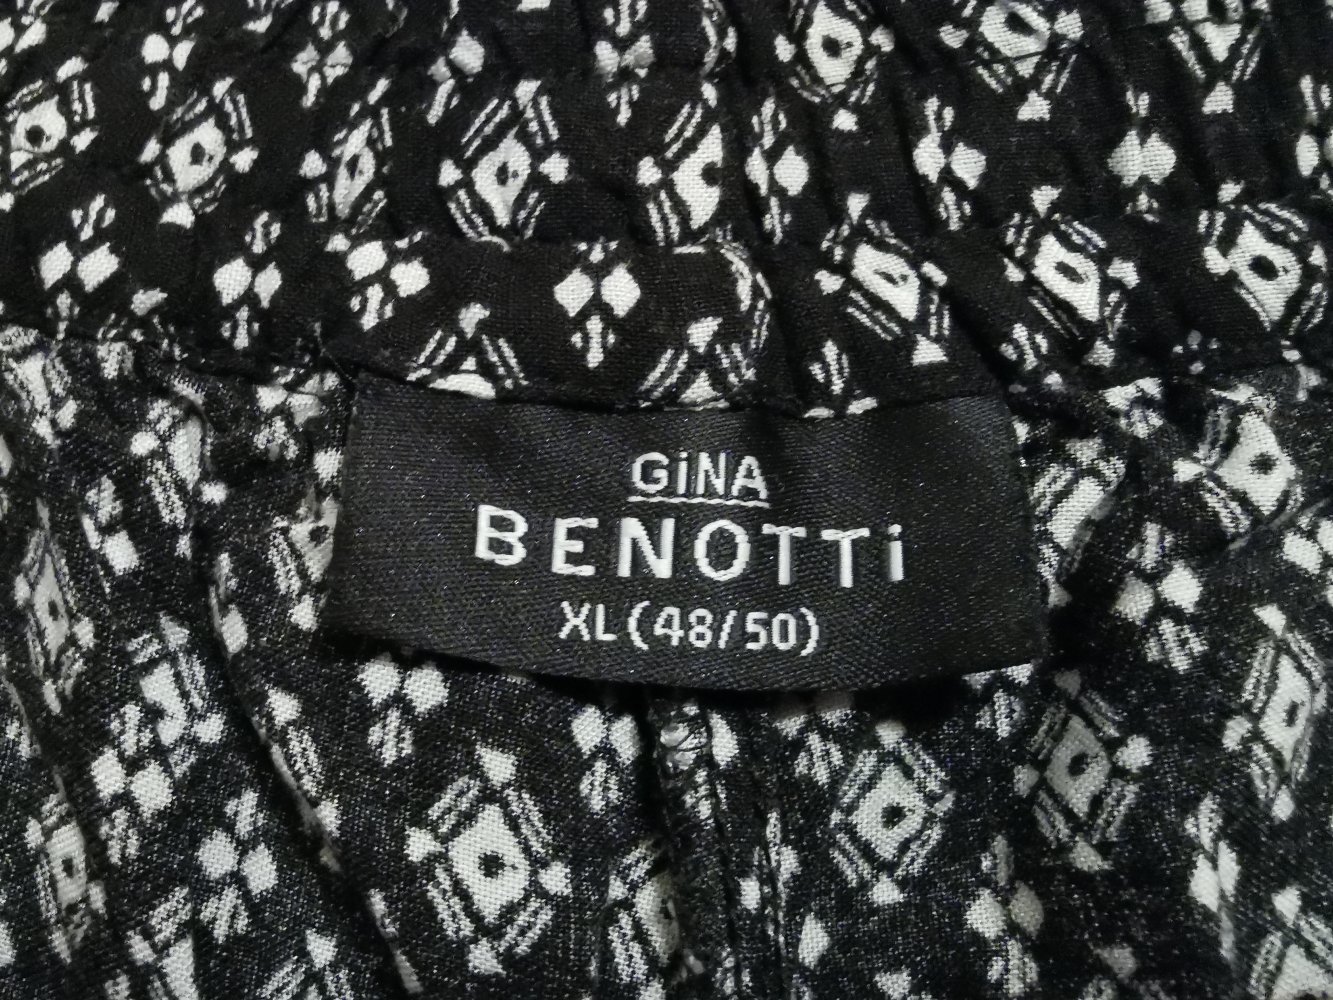 GiNA
BENOTTi
XL (48/50)